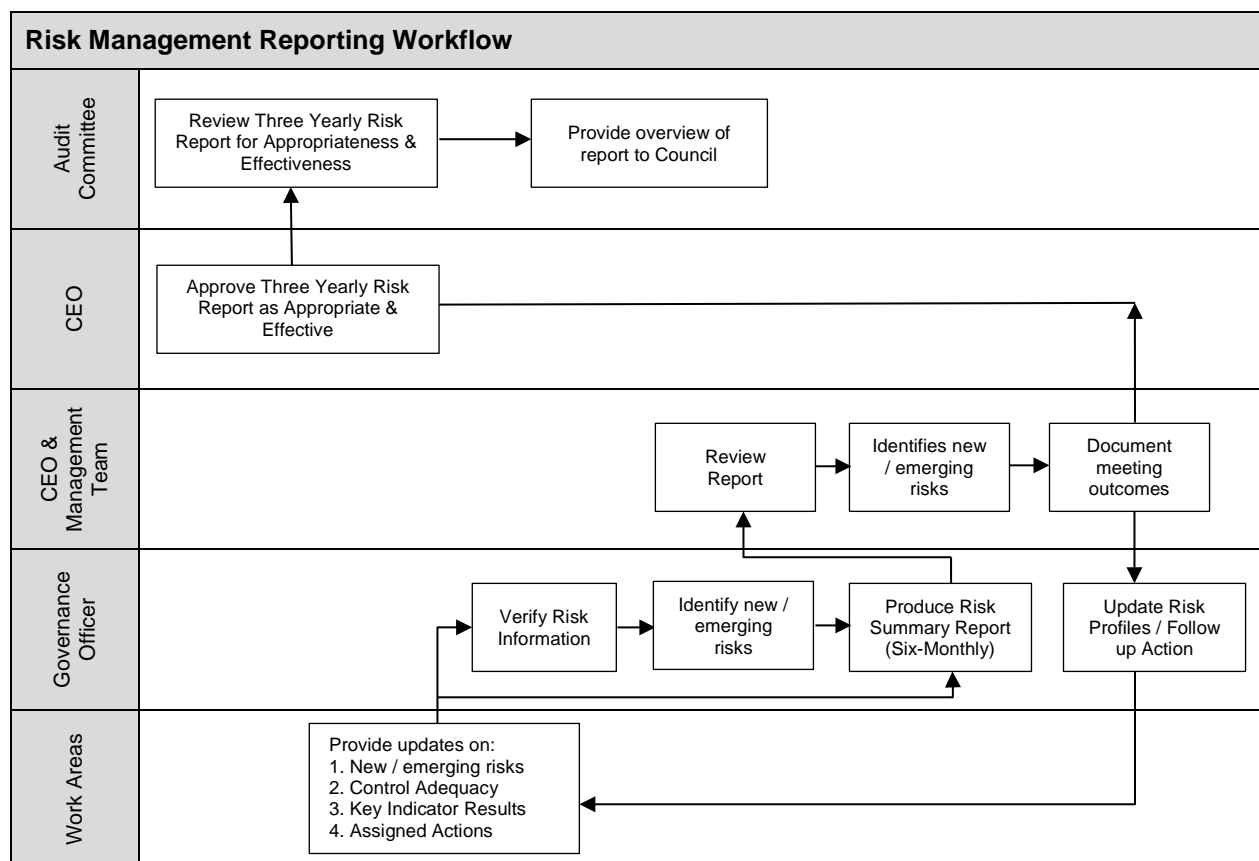 Risk Management Reporting Workflow
Audit
Committee
Review Three Yearly Risk
Report for Appropriateness &
Effectiveness
Provide overview of
report to Council
CEO
Approve Three Yearly Risk
Report as Appropriate &
Effective
CEO &
Management
Team
Review
Report
Identifies new
/ emerging
risks
Document
meeting
outcomes
Governance
Officer
Verify Risk
Information
Identify new /
emerging
risks
Produce Risk
Summary Report
(Six-Monthly)
Update Risk
Profiles / Follow
up Action
Work Areas
Provide updates on:
1. New / emerging risks
2. Control Adequacy
3. Key Indicator Results
4. Assigned Actions